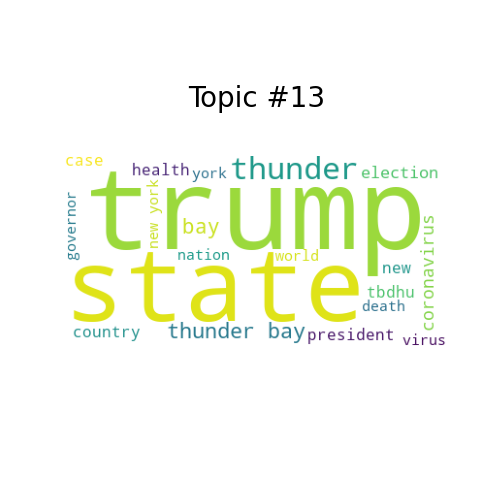 Topic #13
case
health
york
thunder
election
trump
governor
new york
bay
coronavirus
nation
world
state
new
tbdhu
death
country
thunder bay
president
virus